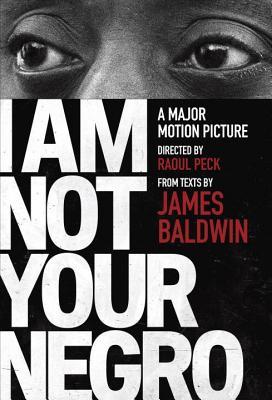 I AM
NOT
YOUR
NEGRO
A MAJOR
MOTION PICTURE
DIRECTED BY
RAOUL PECK
FROM TEXTS BY
JAMES
BALDWIN